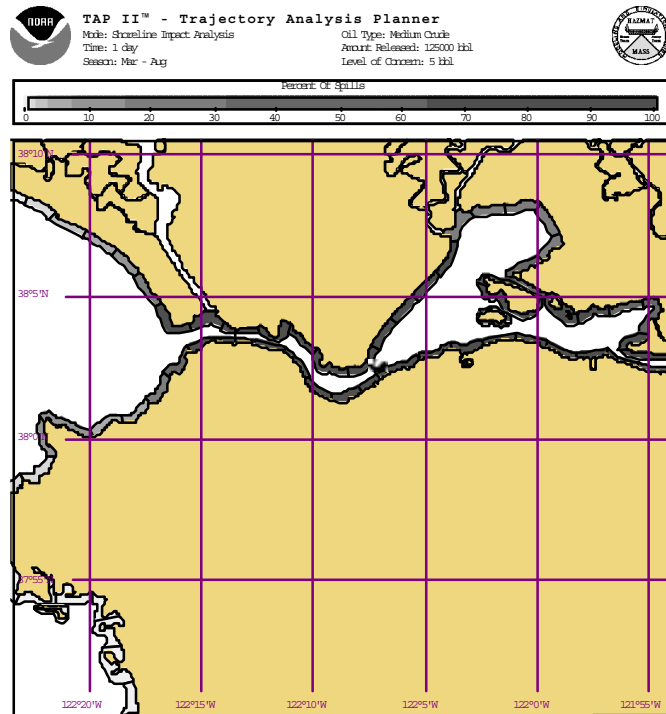 NOAA
TAP II™ - Trajectory Analysis Planner
Mode: Shoreline Impact Analysis
Oil Type: Medium Crude
Time: 1 day
Amount Released: 125000 bbl
Season: Mar - Aug
Level of Concern: 5 bbl
HAZMAT
MASS
Percent Of Spills
0 10 20 30 40 50 60 70 80 90 100
38°10'N
38°5'N
38°0'N
37°55'N
122°20'W 122°15'W 122°10'W 122°5'W 122°0'W 121°55'W